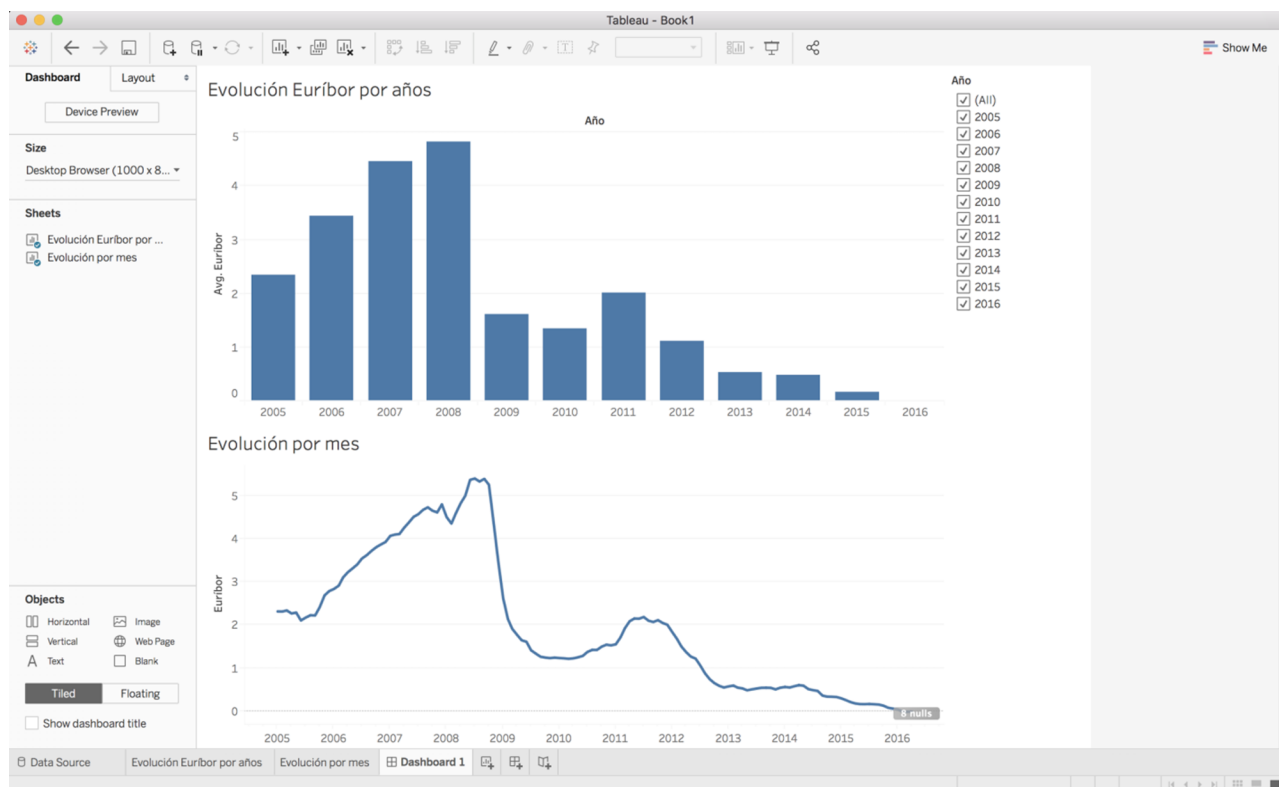 Tableau - Book1
Show Me
Dashboard
Layout
Device Preview
Size
Desktop Browser (1000 x 8...
Sheets
Evolución Euríbor por ...
Evolución por mes
Objects
Horizontal
Image
Vertical
Web Page
A Text
Blank
Tiled
Floating
Show dashboard title
Evolución Euríbor por años
Año
Avg. Euribor
5
4
3
2
1
0
2005 2006 2007 2008 2009 2010 2011 2012 2013 2014 2015 2016
Evolución por mes
Euribor
5
4
3
2
1
0
8 nulls
2005 2006 2007 2008 2009 2010 2011 2012 2013 2014 2015 2016
Año
(All)
2005
2006
2007
2008
2009
2010
2011
2012
2013
2014
2015
2016
Data Source
Evolución Euríbor por años
Evolución por mes
Dashboard 1